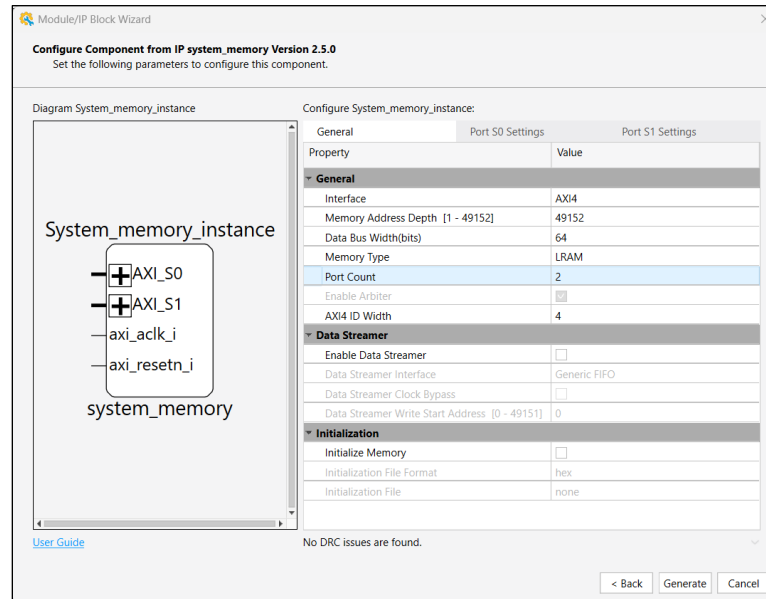 Module/IP Block Wizard
Configure Component from IP system_memory Version 2.5.0
Set the following parameters to configure this component.
Diagram System_memory_instance
System_memory_instance
AXI_S0
AXI_S1
axi_aclk_i
axi_resetn_i
system_memory
User Guide
Configure System_memory_instance:
General Port S0 Settings Port S1 Settings
Property Value
General
Interface AXI4
Memory Address Depth [1 - 49152] 49152
Data Bus Width(bits) 64
Memory Type LRAM
Port Count 2
Enable Arbiter
AXI4 ID Width 4
Data Streamer
Enable Data Streamer
Data Streamer Interface Generic FIFO
Data Streamer Clock Bypass
Data Streamer Write Start Address [0 - 49151] 0
Initialization
Initialize Memory
Initialization File Format hex
Initialization File none
No DRC issues are found.
< Back Generate Cancel